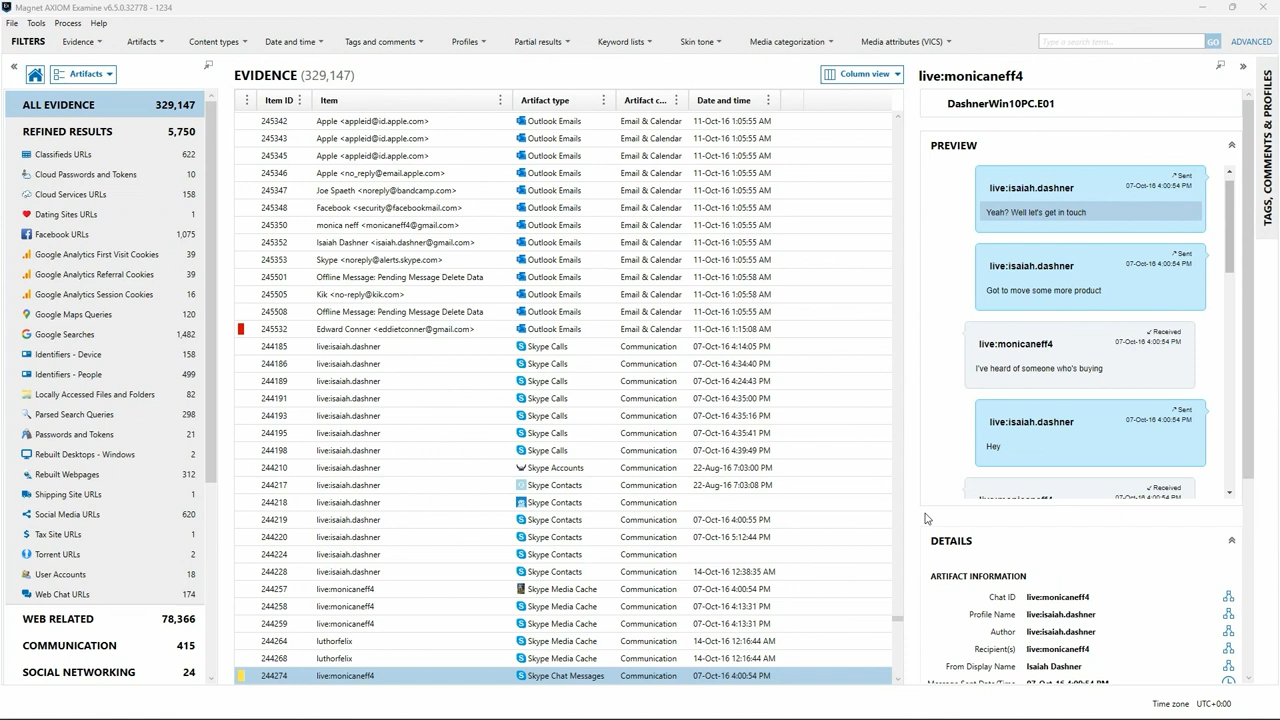 Magnet AXIOM Examine v6.5.0.32778 - 1234
File Tools Process Help
FILTERS Evidence Artifacts Content types Date and time Tags and comments Profiles Partial results Keyword lists Skin tone Media categorization Media attributes (VICS) Type a search term... GO ADVANCED
Artifacts
ALL EVIDENCE 329,147
REFINED RESULTS 5,750
Classifieds URLs 622
Cloud Passwords and Tokens 10
Cloud Services URLs 158
Dating Sites URLs 1
Facebook URLs 1,075
Google Analytics First Visit Cookies 39
Google Analytics Referral Cookies 39
Google Analytics Session Cookies 16
Google Maps Queries 120
Google Searches 1,482
Identifiers - Device 158
Identifiers - People 499
Locally Accessed Files and Folders 82
Parsed Search Queries 298
Passwords and Tokens 21
Rebuilt Desktops - Windows 2
Rebuilt Webpages 312
Shipping Site URLs 1
Social Media URLs 620
Tax Site URLs 1
Torrent URLs 1
User Accounts 18
Web Chat URLs 174
WEB RELATED 78,366
COMMUNICATION 415
SOCIAL NETWORKING 24
EVIDENCE (329,147) Column view
Item ID Item Artifact type Artifact c... Date and time
245342 Apple <appleid@id.apple.com> Outlook Emails Email & Calendar 11-Oct-16 1:05:55 AM
245343 Apple <appleid@id.apple.com> Outlook Emails Email & Calendar 11-Oct-16 1:05:55 AM
245345 Apple <appleid@id.apple.com> Outlook Emails Email & Calendar 11-Oct-16 1:05:55 AM
245346 Apple <no_reply@email.apple.com> Outlook Emails Email & Calendar 11-Oct-16 1:05:55 AM
245347 Joe Spaeth <noreply@bandcamp.com> Outlook Emails Email & Calendar 11-Oct-16 1:05:55 AM
245348 Facebook <security@facebookmail.com> Outlook Emails Email & Calendar 11-Oct-16 1:05:55 AM
245350 monica neff <monicaneff4@gmail.com> Outlook Emails Email & Calendar 11-Oct-16 1:05:55 AM
245352 Isaiah Dashner <isaiah.dashner@gmail.com> Outlook Emails Email & Calendar 11-Oct-16 1:05:55 AM
245353 Skype <noreply@alerts.skype.com> Outlook Emails Email & Calendar 11-Oct-16 1:05:55 AM
245501 Offline Message: Pending Message Delete Data Outlook Emails Email & Calendar 11-Oct-16 1:05:58 AM
245505 Kik <no-reply@kik.com> Outlook Emails Email & Calendar 11-Oct-16 1:05:58 AM
245508 Offline Message: Pending Message Delete Data Outlook Emails Email & Calendar 11-Oct-16 1:05:58 AM
245532 Edward Conner <eddietconner@gmail.com> Outlook Emails Email & Calendar 11-Oct-16 1:15:08 AM
244185 live:isaiah.dashner Skype Calls Communication 07-Oct-16 4:14:05 PM
244186 live:isaiah.dashner Skype Calls Communication 07-Oct-16 4:34:40 PM
244189 live:isaiah.dashner Skype Calls Communication 07-Oct-16 4:24:43 PM
244191 live:isaiah.dashner Skype Calls Communication 07-Oct-16 4:35:00 PM
244193 live:isaiah.dashner Skype Calls Communication 07-Oct-16 4:35:16 PM
244195 live:isaiah.dashner Skype Calls Communication 07-Oct-16 4:35:41 PM
244198 live:isaiah.dashner Skype Calls Communication 07-Oct-16 4:39:49 PM
244210 live:isaiah.dashner Skype Accounts Communication 22-Aug-16 7:03:00 PM
244217 live:isaiah.dashner Skype Contacts Communication 22-Aug-16 7:03:08 PM
244218 live:isaiah.dashner Skype Contacts Communication
244219 live:isaiah.dashner Skype Contacts Communication 07-Oct-16 4:00:55 PM
244220 live:isaiah.dashner Skype Contacts Communication 07-Oct-16 5:12:44 PM
244224 live:isaiah.dashner Skype Contacts Communication
244228 live:isaiah.dashner Skype Contacts Communication 14-Oct-16 12:38:35 AM
244257 live:monicaneff4 Skype Media Cache Communication 07-Oct-16 4:00:54 PM
244258 live:monicaneff4 Skype Media Cache Communication 07-Oct-16 4:13:31 PM
244259 live:monicaneff4 Skype Media Cache Communication 07-Oct-16 4:13:31 PM
244264 luthorfelix Skype Media Cache Communication 14-Oct-16 12:16:44 AM
244268 luthorfelix Skype Media Cache Communication 14-Oct-16 12:16:44 AM
244274 live:monicaneff4 Skype Chat Messages Communication 07-Oct-16 4:00:54 PM
live:monicaneff4
DashnerWin10PC.E01
PREVIEW
Sent
live:isaiah.dashner 07-Oct-16 4:00:54 PM
Yeah? Well let's get in touch
Sent
live:isaiah.dashner 07-Oct-16 4:00:54 PM
Got to move some more product
Received
live:monicaneff4 07-Oct-16 4:00:54 PM
I've heard of someone who's buying
Sent
live:isaiah.dashner 07-Oct-16 4:00:54 PM
Hey
Received
live:monicaneff4 07-Oct-16 4:00:54 PM
DETAILS
ARTIFACT INFORMATION
Chat ID live:monicaneff4
Profile Name live:isaiah.dashner
Author live:isaiah.dashner
Recipient(s) live:monicaneff4
From Display Name Isaiah Dashner
Message Sent Date/Time 07-Oct-16 4:00:54 PM
TAGS, COMMENTS & PROFILES
Time zone UTC+0:00